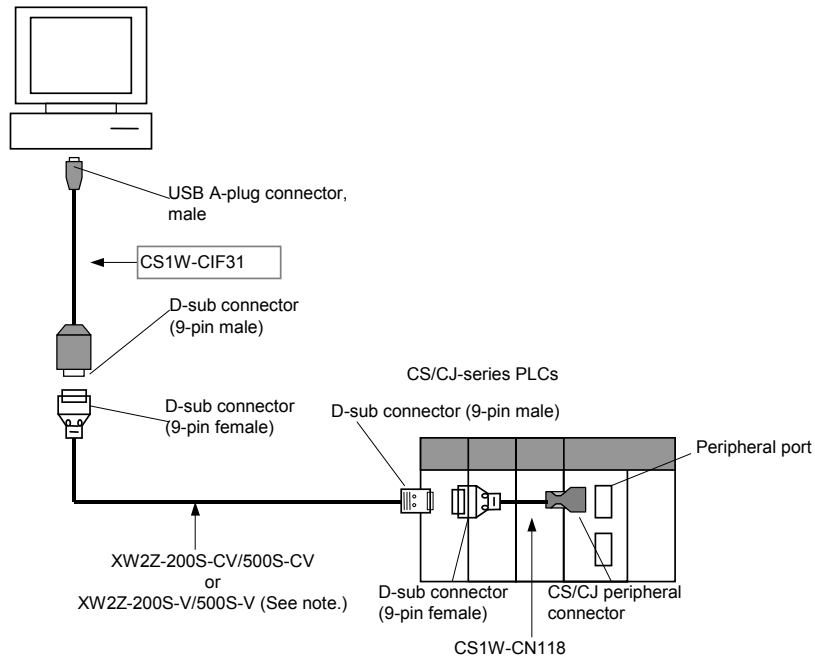 USB A-plug connector,
male
CS1W-CIF31
D-sub connector
(9-pin male)
CS/CJ-series PLCs
D-sub connector
(9-pin female)
D-sub connector (9-pin male)
Peripheral port
XW2Z-200S-CV/500S-CV
or
XW2Z-200S-V/500S-V (See note.)
D-sub connector
(9-pin female)
CS/CJ peripheral
connector
CS1W-CN118